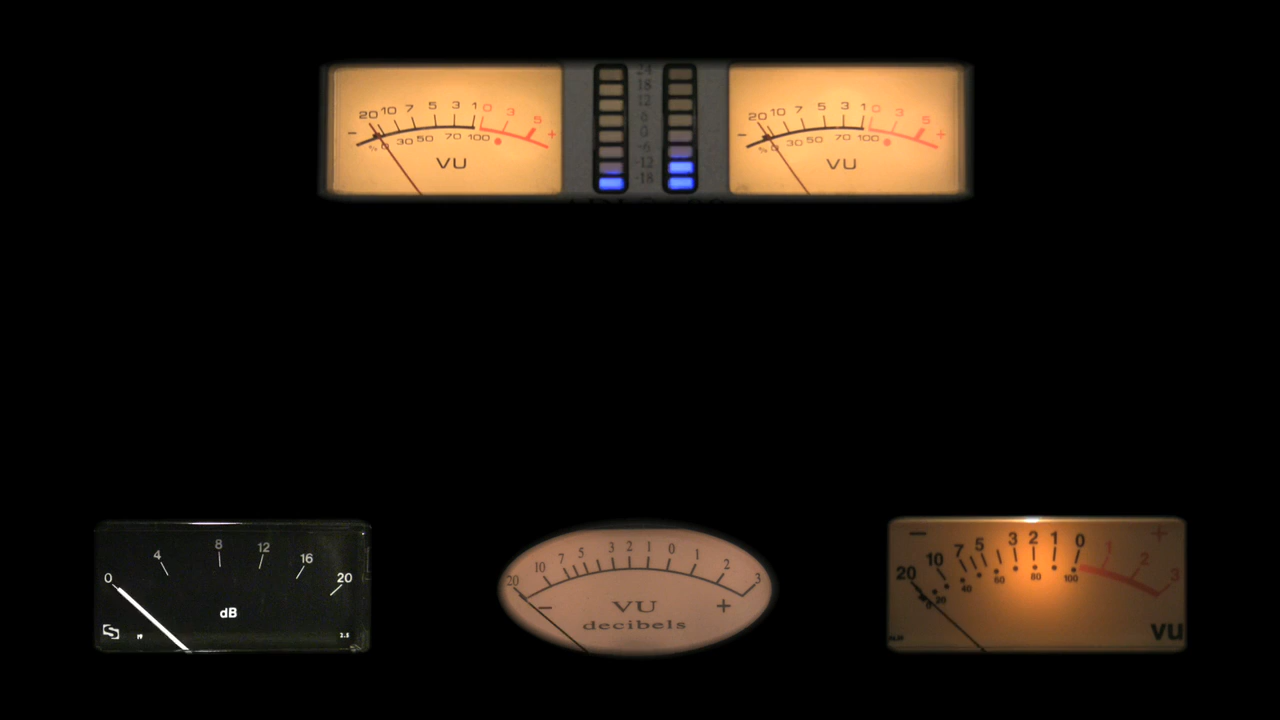 20 10 7 5 3 1 0 3 5
- +
% 0 30 50 70 100
VU
24
18
12
6
0
-6
-12
-18
20 10 7 5 3 1 0 3 5
- +
% 0 30 50 70 100
VU
0 4 8 12 16 20
dB
20 10 7 5 3 2 1 0 1 2 3
- +
VU
decibels
- +
20 10 7 5 3 2 1 0 1 2 3
0 20 40 60 80 100
VU